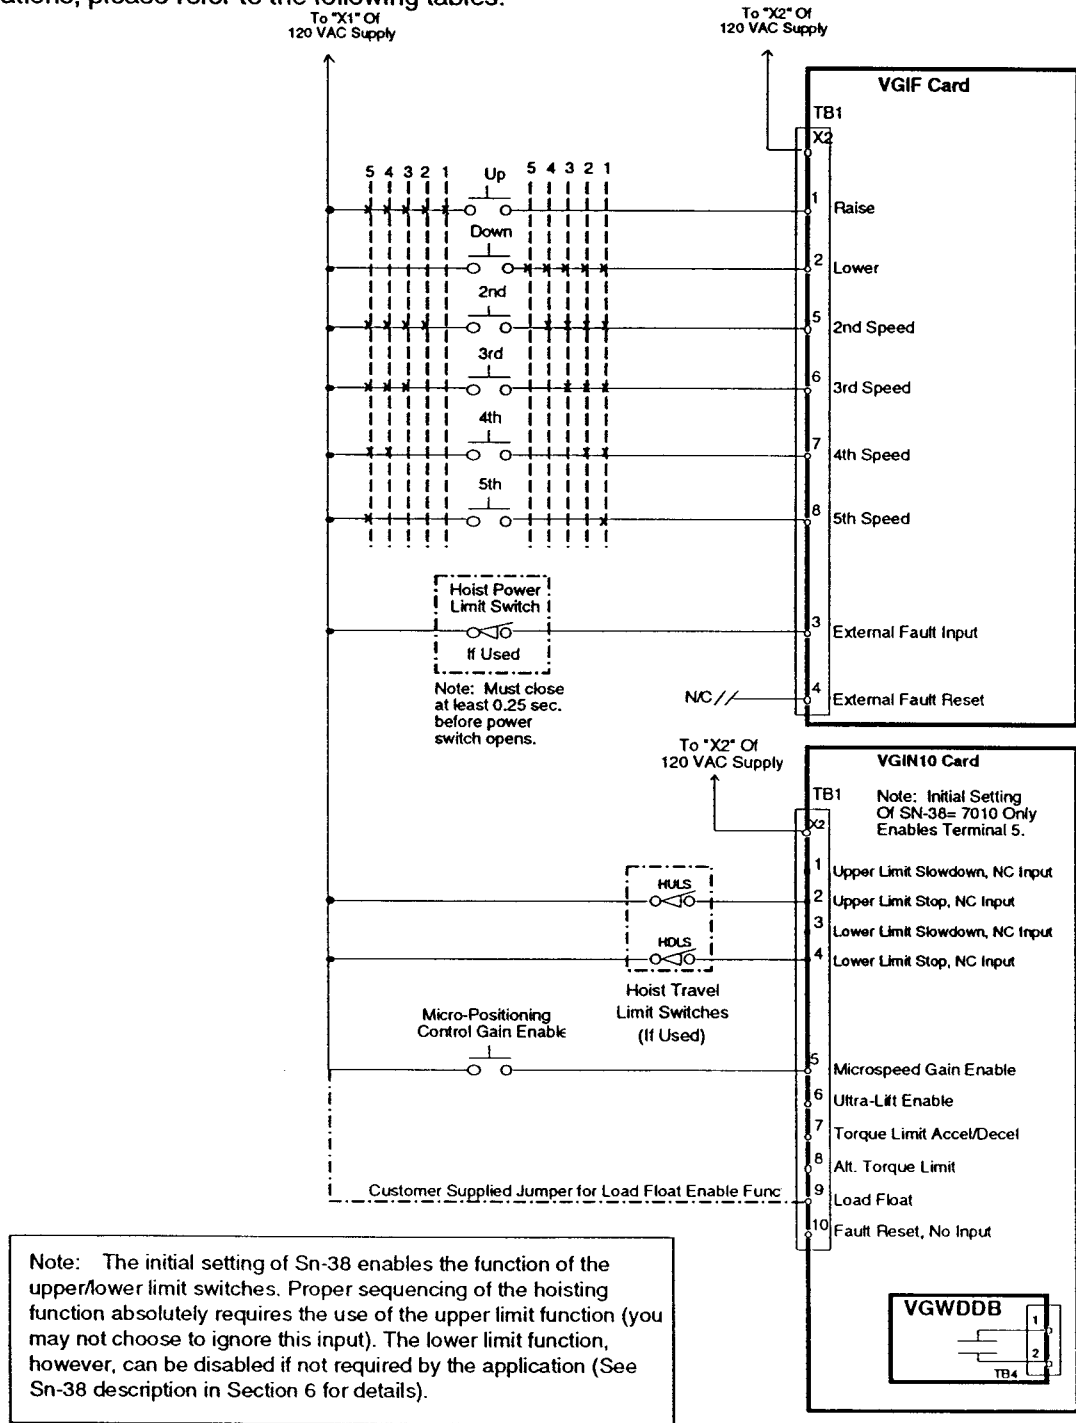 ations, please refer to the following tables.
To "X1" Of
120 VAC Supply
To "X2" Of
120 VAC Supply
VGIF Card
TB1
X2
5 4 3 2 1
Up
5 4 3 2 1
1
Raise
Down
2
Lower
2nd
5
2nd Speed
3rd
6
3rd Speed
4th
7
4th Speed
5th
8
5th Speed
Hoist Power
Limit Switch
If Used
3
External Fault Input
Note: Must close
at least 0.25 sec.
before power
switch opens.
N/C
4
External Fault Reset
To "X2" Of
120 VAC Supply
VGIN10 Card
TB1
Note: Initial Setting
Of SN-38= 7010 Only
Enables Terminal 5.
X2
1
Upper Limit Slowdown, NC Input
HULS
2
Upper Limit Stop, NC Input
3
Lower Limit Slowdown, NC Input
HDLS
4
Lower Limit Stop, NC Input
Hoist Travel
Limit Switches
(If Used)
Micro-Positioning
Control Gain Enable
5
Microspeed Gain Enable
6
Ultra-Lift Enable
7
Torque Limit Accel/Decel
8
Alt. Torque Limit
Customer Supplied Jumper for Load Float Enable Func
9
Load Float
10
Fault Reset, No Input
Note: The initial setting of Sn-38 enables the function of the
upper/lower limit switches. Proper sequencing of the hoisting
function absolutely requires the use of the upper limit function (you
may not choose to ignore this input). The lower limit function,
however, can be disabled if not required by the application (See
Sn-38 description in Section 6 for details).
VGWDDB
1
2
TB4